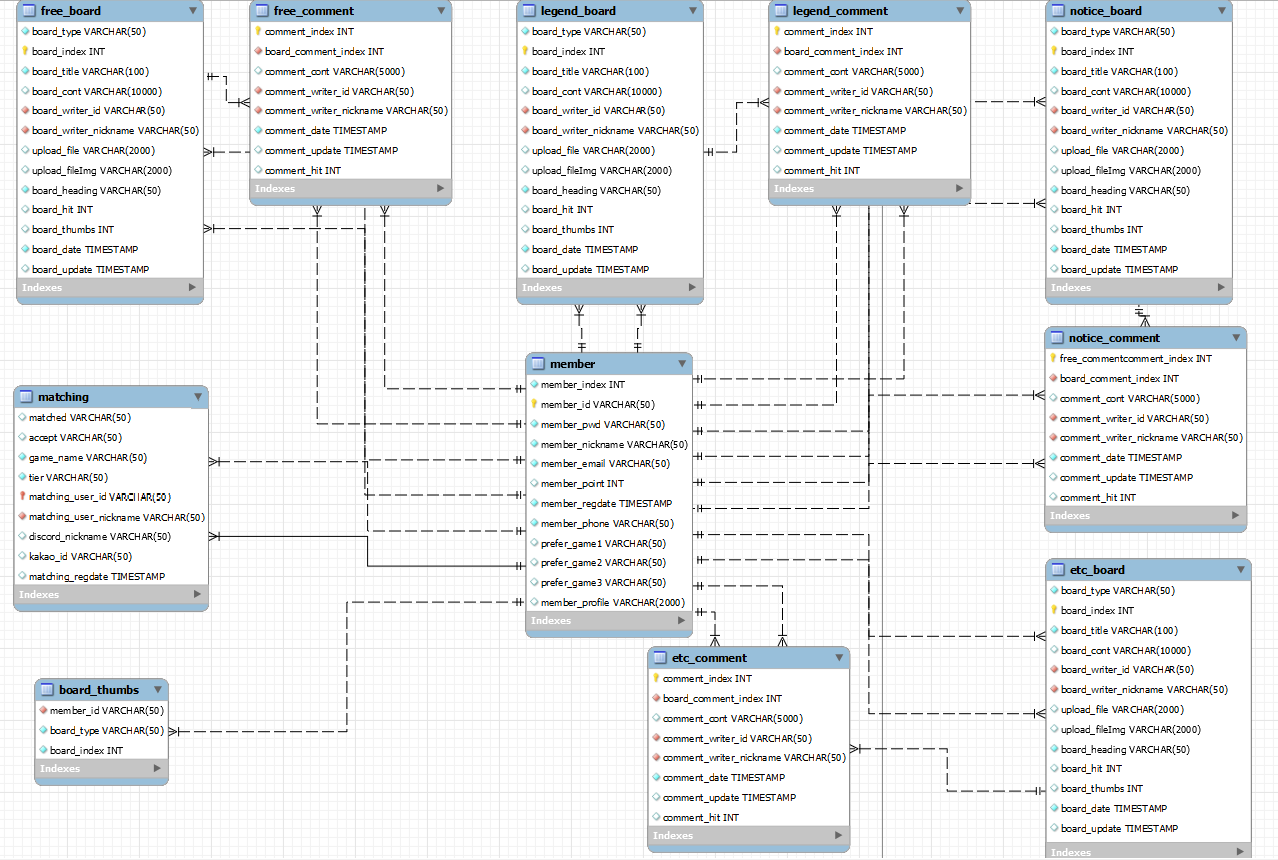 free_board
board_type VARCHAR(50)
board_index INT
board_title VARCHAR(100)
board_cont VARCHAR(10000)
board_writer_id VARCHAR(50)
board_writer_nickname VARCHAR(50)
upload_file VARCHAR(2000)
upload_fileImg VARCHAR(2000)
board_heading VARCHAR(50)
board_hit INT
board_thumbs INT
board_date TIMESTAMP
board_update TIMESTAMP
Indexes
free_comment
comment_index INT
board_comment_index INT
comment_cont VARCHAR(5000)
comment_writer_id VARCHAR(50)
comment_writer_nickname VARCHAR(50)
comment_date TIMESTAMP
comment_update TIMESTAMP
comment_hit INT
Indexes
legend_board
board_type VARCHAR(50)
board_index INT
board_title VARCHAR(100)
board_cont VARCHAR(10000)
board_writer_id VARCHAR(50)
board_writer_nickname VARCHAR(50)
upload_file VARCHAR(2000)
upload_fileImg VARCHAR(2000)
board_heading VARCHAR(50)
board_hit INT
board_thumbs INT
board_date TIMESTAMP
board_update TIMESTAMP
Indexes
legend_comment
comment_index INT
board_comment_index INT
comment_cont VARCHAR(5000)
comment_writer_id VARCHAR(50)
comment_writer_nickname VARCHAR(50)
comment_date TIMESTAMP
comment_update TIMESTAMP
comment_hit INT
Indexes
notice_board
board_type VARCHAR(50)
board_index INT
board_title VARCHAR(100)
board_cont VARCHAR(10000)
board_writer_id VARCHAR(50)
board_writer_nickname VARCHAR(50)
upload_file VARCHAR(2000)
upload_fileImg VARCHAR(2000)
board_heading VARCHAR(50)
board_hit INT
board_thumbs INT
board_date TIMESTAMP
board_update TIMESTAMP
Indexes
matching
matched VARCHAR(50)
accept VARCHAR(50)
game_name VARCHAR(50)
tier VARCHAR(50)
matching_user_id VARCHAR(50)
matching_user_nickname VARCHAR(50)
discord_nickname VARCHAR(50)
kakao_id VARCHAR(50)
matching_regdate TIMESTAMP
Indexes
member
member_index INT
member_id VARCHAR(50)
member_pwd VARCHAR(50)
member_nickname VARCHAR(50)
member_email VARCHAR(50)
member_point INT
member_regdate TIMESTAMP
member_phone VARCHAR(50)
prefer_game1 VARCHAR(50)
prefer_game2 VARCHAR(50)
prefer_game3 VARCHAR(50)
member_profile VARCHAR(2000)
Indexes
notice_comment
free_commentcomment_index INT
board_comment_index INT
comment_cont VARCHAR(5000)
comment_writer_id VARCHAR(50)
comment_writer_nickname VARCHAR(50)
comment_date TIMESTAMP
comment_update TIMESTAMP
comment_hit INT
Indexes
board_thumbs
member_id VARCHAR(50)
board_type VARCHAR(50)
board_index INT
Indexes
etc_comment
comment_index INT
board_comment_index INT
comment_cont VARCHAR(5000)
comment_writer_id VARCHAR(50)
comment_writer_nickname VARCHAR(50)
comment_date TIMESTAMP
comment_update TIMESTAMP
comment_hit INT
Indexes
etc_board
board_type VARCHAR(50)
board_index INT
board_title VARCHAR(100)
board_cont VARCHAR(10000)
board_writer_id VARCHAR(50)
board_writer_nickname VARCHAR(50)
upload_file VARCHAR(2000)
upload_fileImg VARCHAR(2000)
board_heading VARCHAR(50)
board_hit INT
board_thumbs INT
board_date TIMESTAMP
board_update TIMESTAMP
Indexes